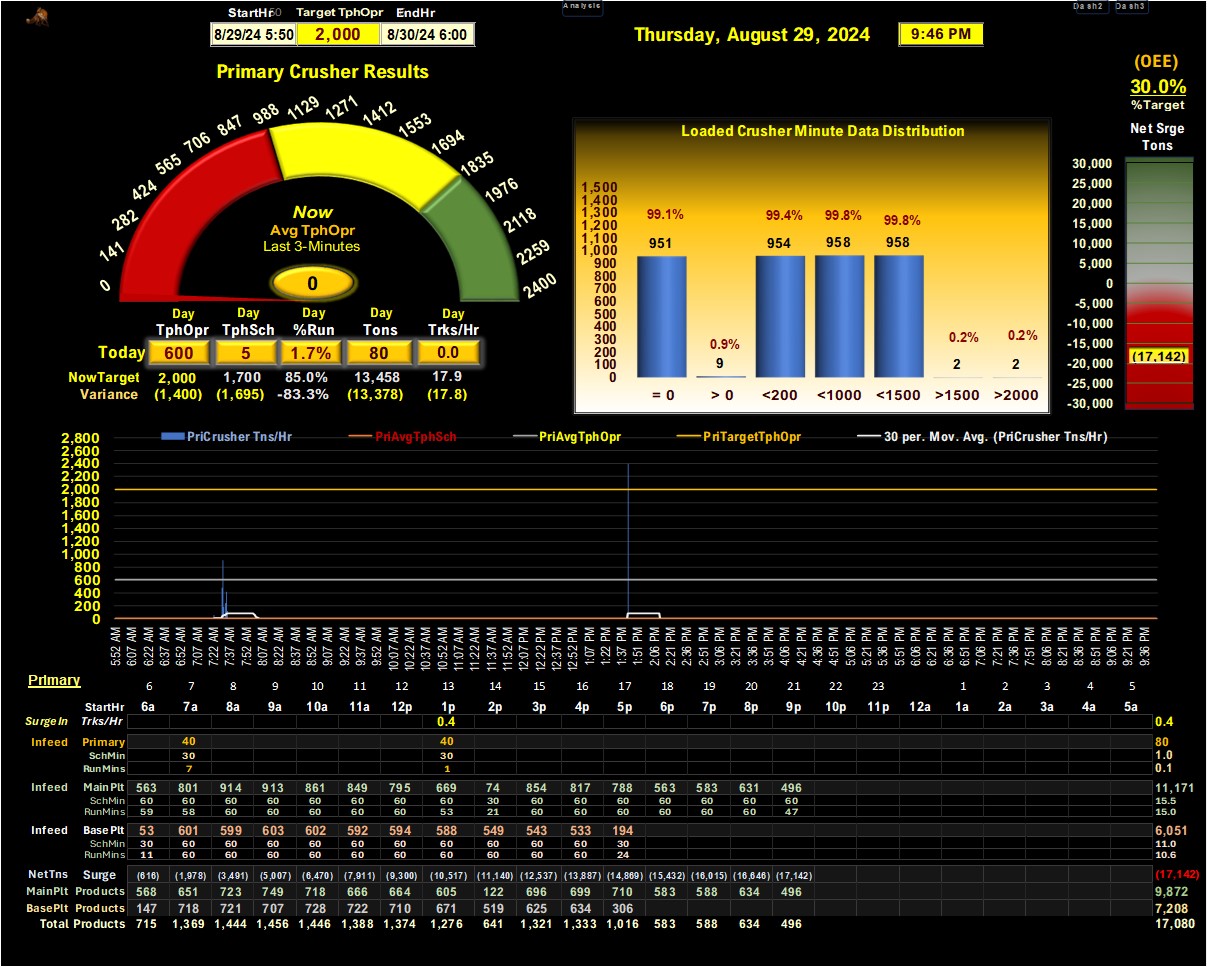 Analysis
Dash2 Dash3
StartHr Target TphOpr EndHr
8/29/24 5:50 2,000 8/30/24 6:00
Thursday, August 29, 2024 9:46 PM
Primary Crusher Results
0 141 282 424 565 706 847 988 1129 1271 1412 1553 1694 1835 1976 2118 2259 2400
Now
Avg TphOpr
Last 3-Minutes
0
Day Day Day Day Day
TphOpr TphSch %Run Tons Trks/Hr
Today 600 5 1.7% 80 0.0
NowTarget 2,000 1,700 85.0% 13,458 17.9
Variance (1,400) (1,695) -83.3% (13,378) (17.8)
Loaded Crusher Minute Data Distribution
1,500
1,400
1,300
1,200
1,100
1,000
900
800
700
600
500
400
300
200
100
0
99.1% 0.9% 99.4% 99.8% 99.8% 0.2% 0.2%
951 9 954 958 958 2 2
= 0 > 0 <200 <1000 <1500 >1500 >2000
(OEE)
30.0%
%Target
Net Srge
Tons
30,000
25,000
20,000
15,000
10,000
5,000
0
-5,000
-10,000
-15,000
(17,142)
-20,000
-25,000
-30,000
PriCrusher Tns/Hr PriAvgTphSch PriAvgTphOpr PriTargetTphOpr 30 per. Mov. Avg. (PriCrusher Tns/Hr)
2,800
2,600
2,400
2,200
2,000
1,800
1,600
1,400
1,200
1,000
800
600
400
200
0
5:52 AM 6:07 AM 6:22 AM 6:37 AM 6:52 AM 7:07 AM 7:22 AM 7:37 AM 7:52 AM 8:07 AM 8:22 AM 8:37 AM 8:52 AM 9:07 AM 9:22 AM 9:37 AM 9:52 AM 10:07 AM 10:22 AM 10:37 AM 10:52 AM 11:07 AM 11:22 AM 11:37 AM 11:52 AM 12:07 PM 12:22 PM 12:37 PM 12:52 PM 1:07 PM 1:22 PM 1:37 PM 1:51 PM 2:06 PM 2:21 PM 2:36 PM 2:51 PM 3:06 PM 3:21 PM 3:36 PM 3:51 PM 4:06 PM 4:21 PM 4:36 PM 4:51 PM 5:06 PM 5:21 PM 5:36 PM 5:51 PM 6:06 PM 6:21 PM 6:36 PM 6:51 PM 7:06 PM 7:21 PM 7:36 PM 7:51 PM 8:06 PM 8:21 PM 8:36 PM 8:51 PM 9:06 PM 9:21 PM 9:36 PM
Primary
6 7 8 9 10 11 12 13 14 15 16 17 18 19 20 21 22 23 1 2 3 4 5
StartHr 6a 7a 8a 9a 10a 11a 12p 1p 2p 3p 4p 5p 6p 7p 8p 9p 10p 11p 12a 1a 2a 3a 4a 5a
SurgeIn Trks/Hr 0.4 0.4
Infeed Primary 40 40 80
SchMin 30 30 1.0
RunMins 7 1 0.1
Infeed MainPlt 563 801 914 913 861 849 795 669 74 854 817 788 563 583 631 496 11,171
SchMin 60 60 60 60 60 60 60 60 30 60 60 60 60 60 60 60 15.5
RunMins 59 58 60 60 60 60 60 53 21 60 60 60 60 60 60 47 15.0
Infeed BasePlt 53 601 599 603 602 592 594 588 549 543 533 194 6,051
SchMin 30 60 60 60 60 60 60 60 60 60 60 30 11.0
RunMins 11 60 60 60 60 60 60 60 60 60 60 24 10.6
NetTns Surge (616) (1,978) (3,491) (5,007) (6,470) (7,911) (9,300) (10,517) (11,140) (12,537) (13,887) (14,869) (15,432) (16,015) (16,646) (17,142) (17,142)
MainPlt Products 568 651 723 749 718 666 664 605 122 696 699 710 583 588 634 496 9,872
BasePlt Products 147 718 721 707 728 722 710 671 519 625 634 306 7,208
Total Products 715 1,369 1,444 1,456 1,446 1,388 1,374 1,276 641 1,321 1,333 1,016 583 588 634 496 17,080